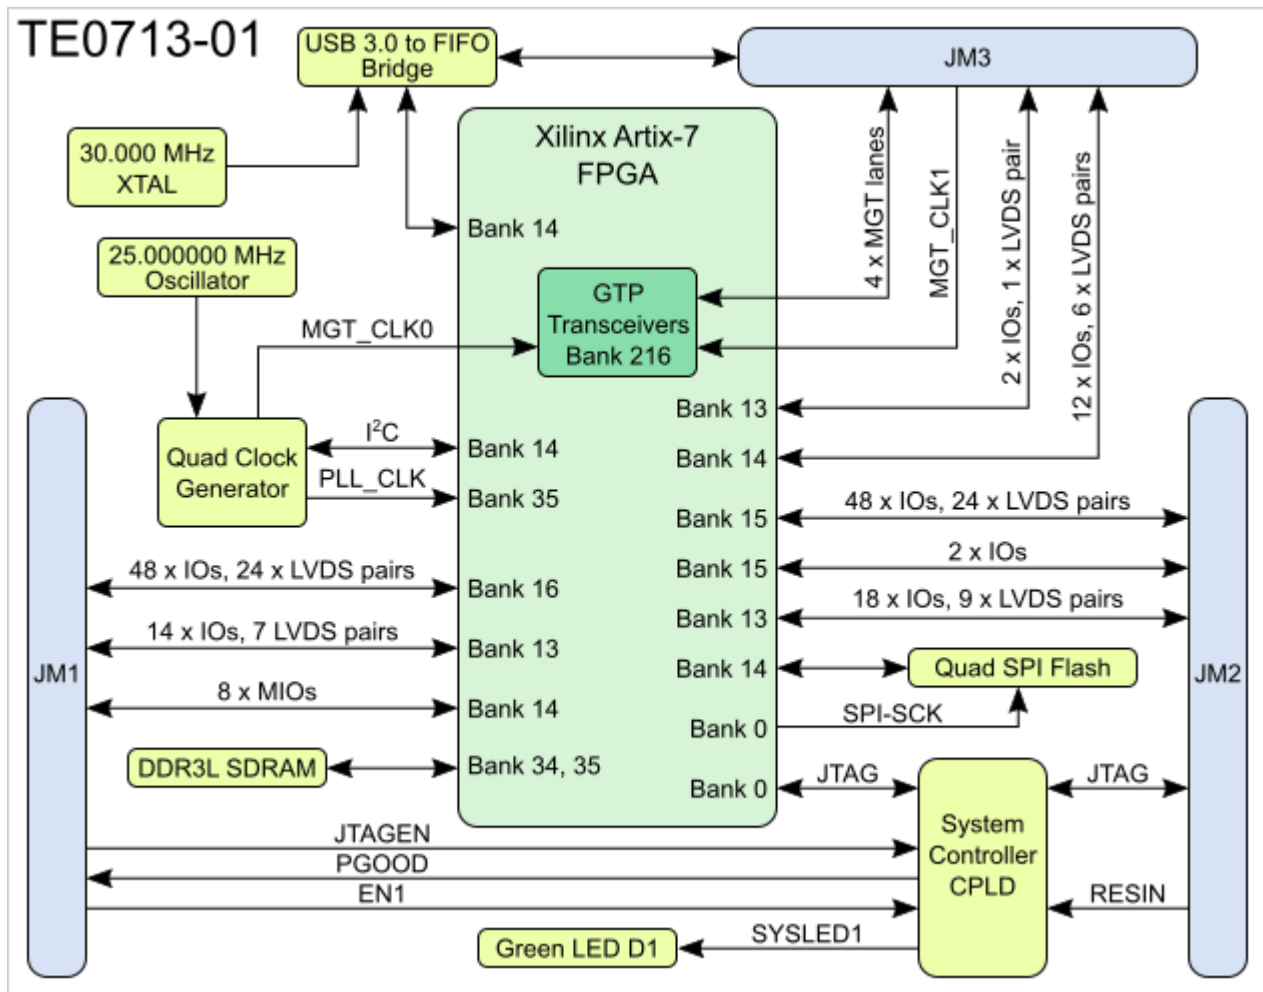 TE0713-01
USB 3.0 to FIFO
Bridge
JM3
30.000 MHz
XTAL
Xilinx Artix-7
FPGA
4 x MGT lanes
MGT_CLK1
2 x IOs, 1 x LVDS pair
12 x IOs, 6 x LVDS pairs
Bank 14
25.000000 MHz
Oscillator
GTP
Transceivers
Bank 216
MGT_CLK0
Bank 13
Quad Clock
Generator
I²C
Bank 14
Bank 14
PLL_CLK
Bank 35
Bank 15
48 x IOs, 24 x LVDS pairs
Bank 15
2 x IOs
48 x IOs, 24 x LVDS pairs
Bank 16
Bank 13
18 x IOs, 9 x LVDS pairs
14 x IOs, 7 LVDS pairs
Bank 13
Bank 14
Quad SPI Flash
JM1
JM2
8 x MIOs
Bank 14
Bank 0
SPI-SCK
DDR3L SDRAM
Bank 34, 35
Bank 0
JTAG
JTAG
System
Controller
CPLD
JTAGEN
PGOOD
EN1
RESIN
SYSLED1
Green LED D1